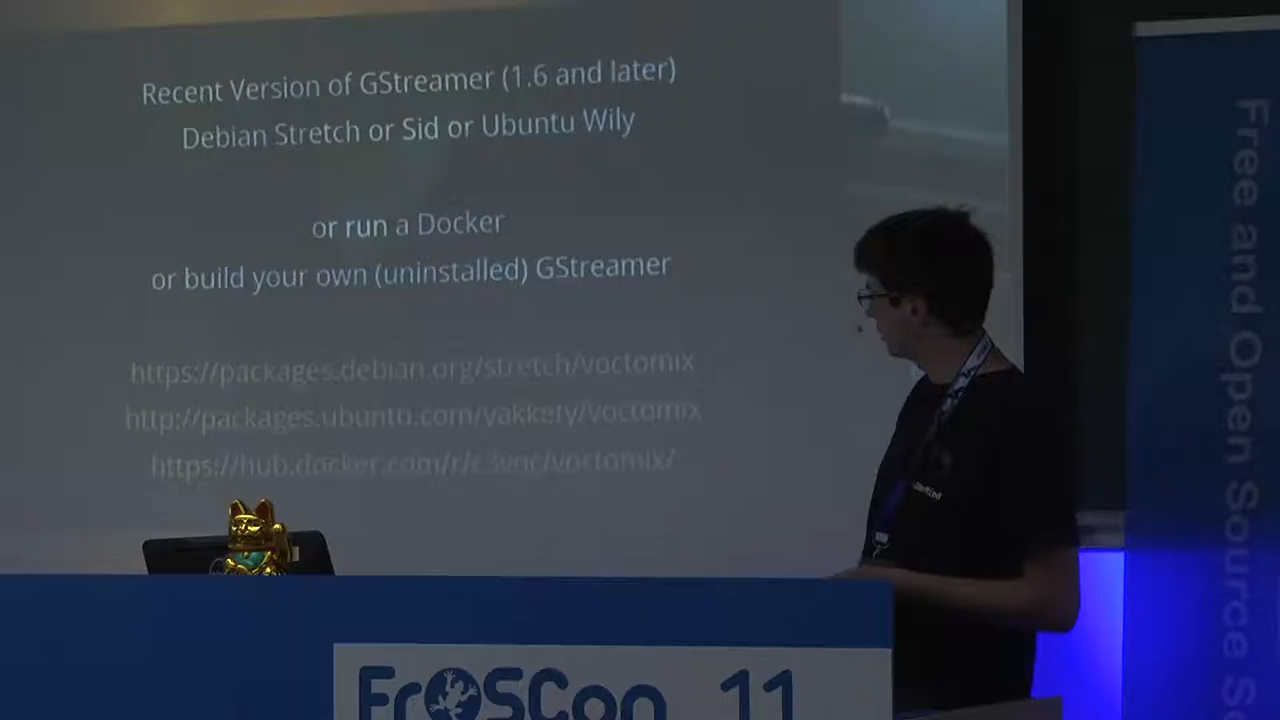 Recent Version of GStreamer (1.6 and later)
Debian Stretch or Sid or Ubuntu Wily
or run a Docker
or build your own (uninstalled) GStreamer
https://packages.debian.org/stretch/voctomix
http://packages.ubuntu.com/yakkety/voctomix
https://hub.docker.com/r/c3voc/voctomix/
FrOSCon 11
Free and Open Source S